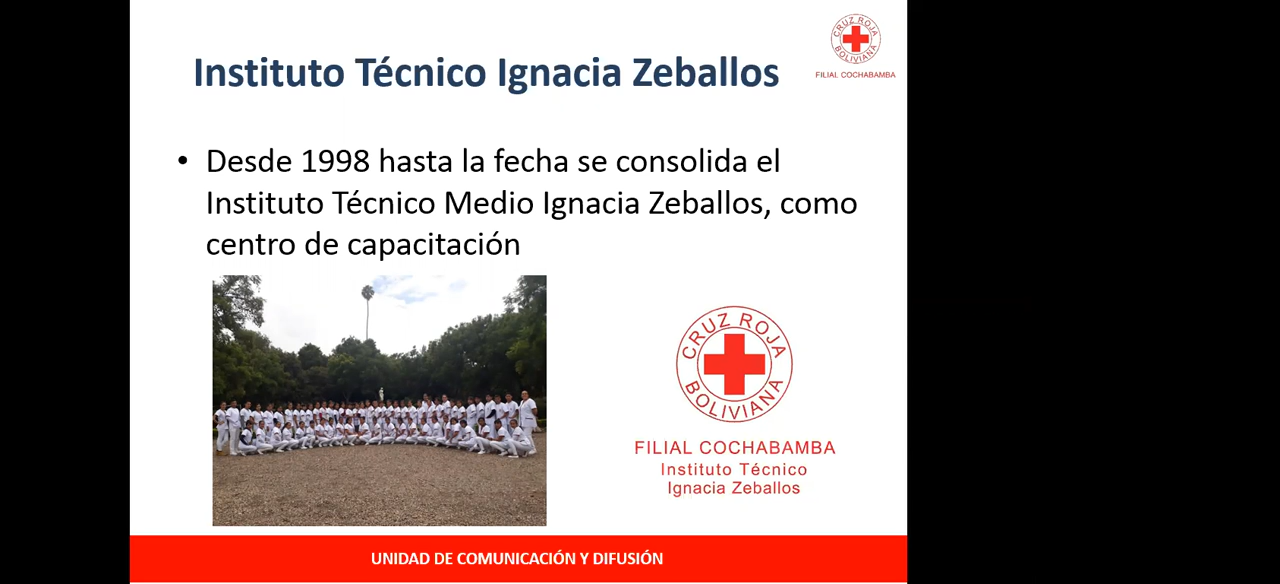 CRUZ ROJA
BOLIVIANA
FILIAL COCHABAMBA
Instituto Técnico Ignacia Zeballos
• Desde 1998 hasta la fecha se consolida el
Instituto Técnico Medio Ignacia Zeballos, como
centro de capacitación
CRUZ ROJA
BOLIVIANA
FILIAL COCHABAMBA
Instituto Técnico
Ignacia Zeballos
UNIDAD DE COMUNICACIÓN Y DIFUSIÓN